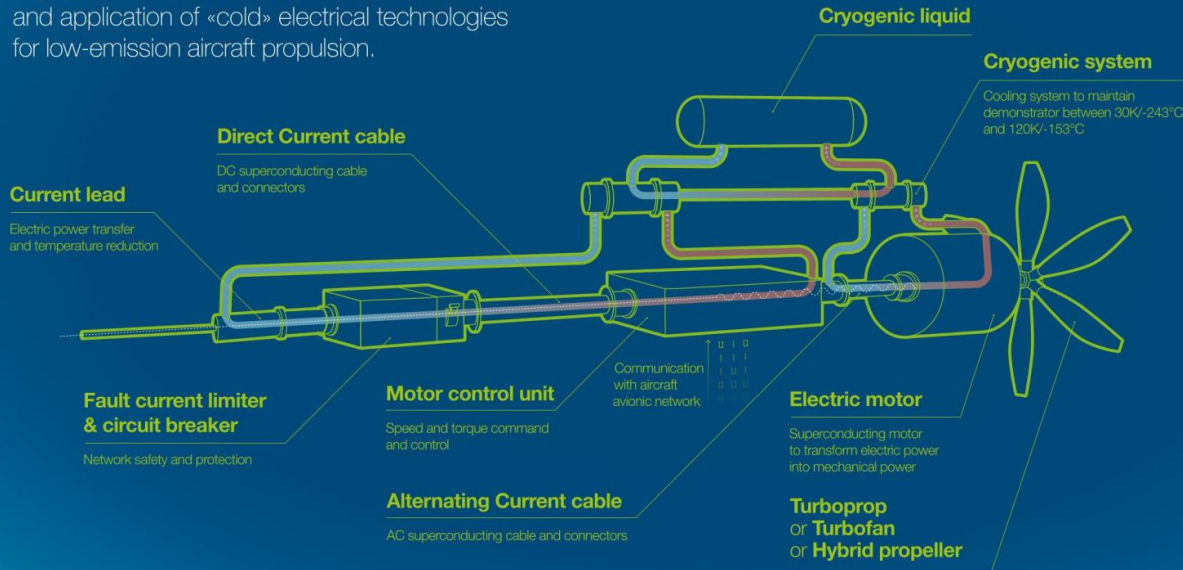 and application of «cold» electrical technologies
for low-emission aircraft propulsion.
Cryogenic liquid
Cryogenic system
Cooling system to maintain
demonstrator between 30K/-243°C
and 120K/-153°C
Direct Current cable
DC superconducting cable
and connectors
Current lead
Electric power transfer
and temperature reduction
Fault current limiter
& circuit breaker
Network safety and protection
Motor control unit
Speed and torque command
and control
Communication
with aircraft
avionic network
Alternating Current cable
AC superconducting cable and connectors
Electric motor
Superconducting motor
to transform electric power
into mechanical power
Turboprop
or Turbofan
or Hybrid propeller